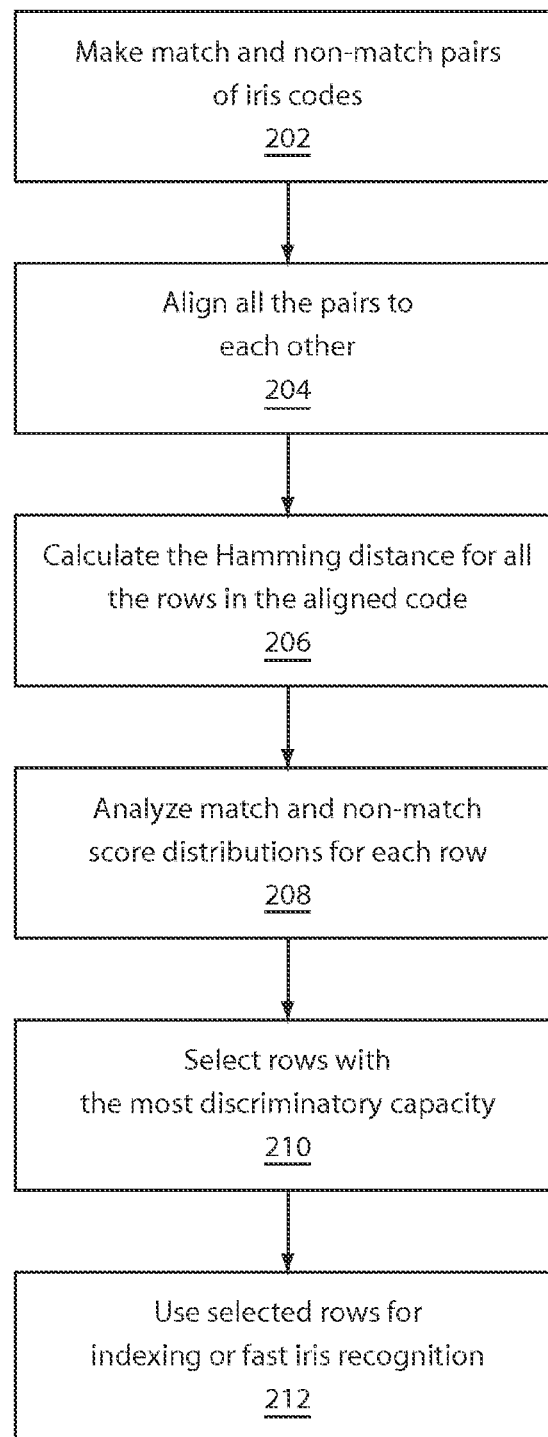 Make match and non-match pairs
of iris codes
202
Align all the pairs to
each other
204
Calculate the Hamming distance for all
the rows in the aligned code
206
Analyze match and non-match
score distributions for each row
208
Select rows with
the most discriminatory capacity
210
Use selected rows for
indexing or fast iris recognition
212